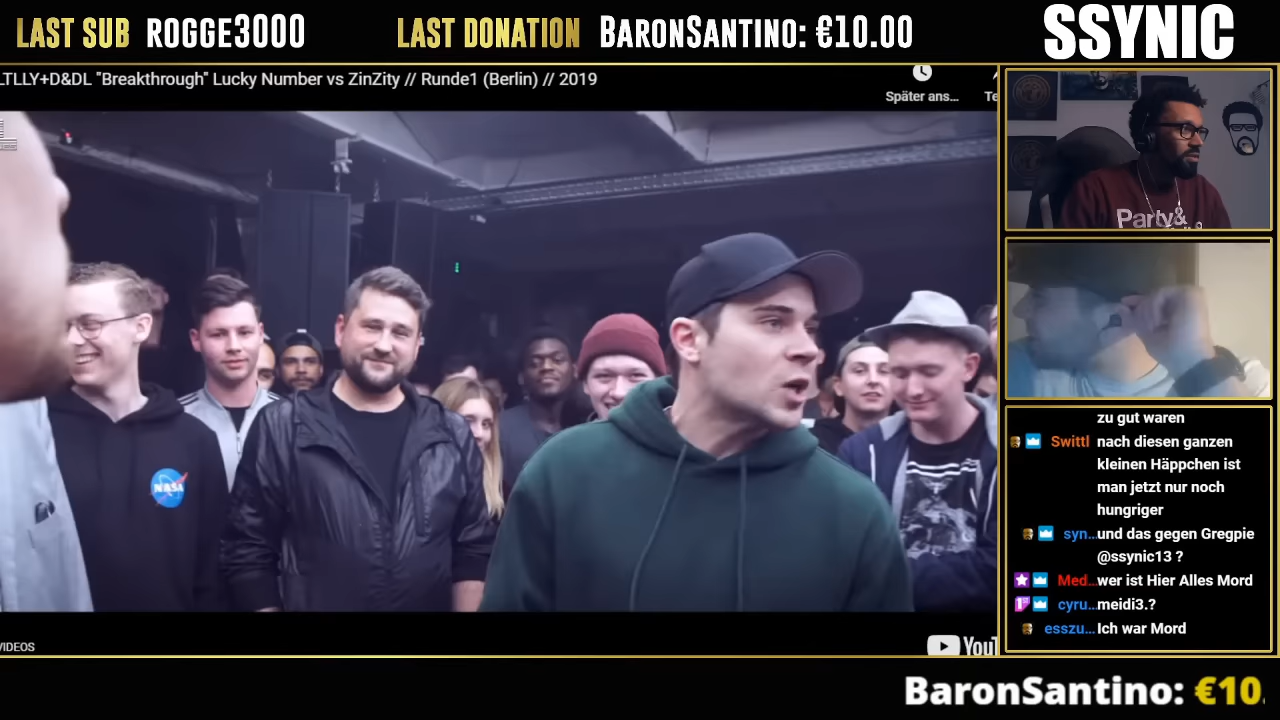 LAST SUB ROGGE3000
LAST DONATION BARONSANTINO: €10.00
SSYNIC
LTLLY+D&DL "Breakthrough" Lucky Number vs ZinZity // Runde1 (Berlin) // 2019
Später ans...
Te
NASA
Party&
VIDEOS
YouT
zu gut waren
Swittl nach diesen ganzen
kleinen Häppchen ist
man jetzt nur noch
hungriger
syn... und das gegen Gregpie
@ssynic13 ?
Med... wer ist Hier Alles Mord
cyru... meidi3.?
esszu... Ich war Mord
BaronSantino: €10.